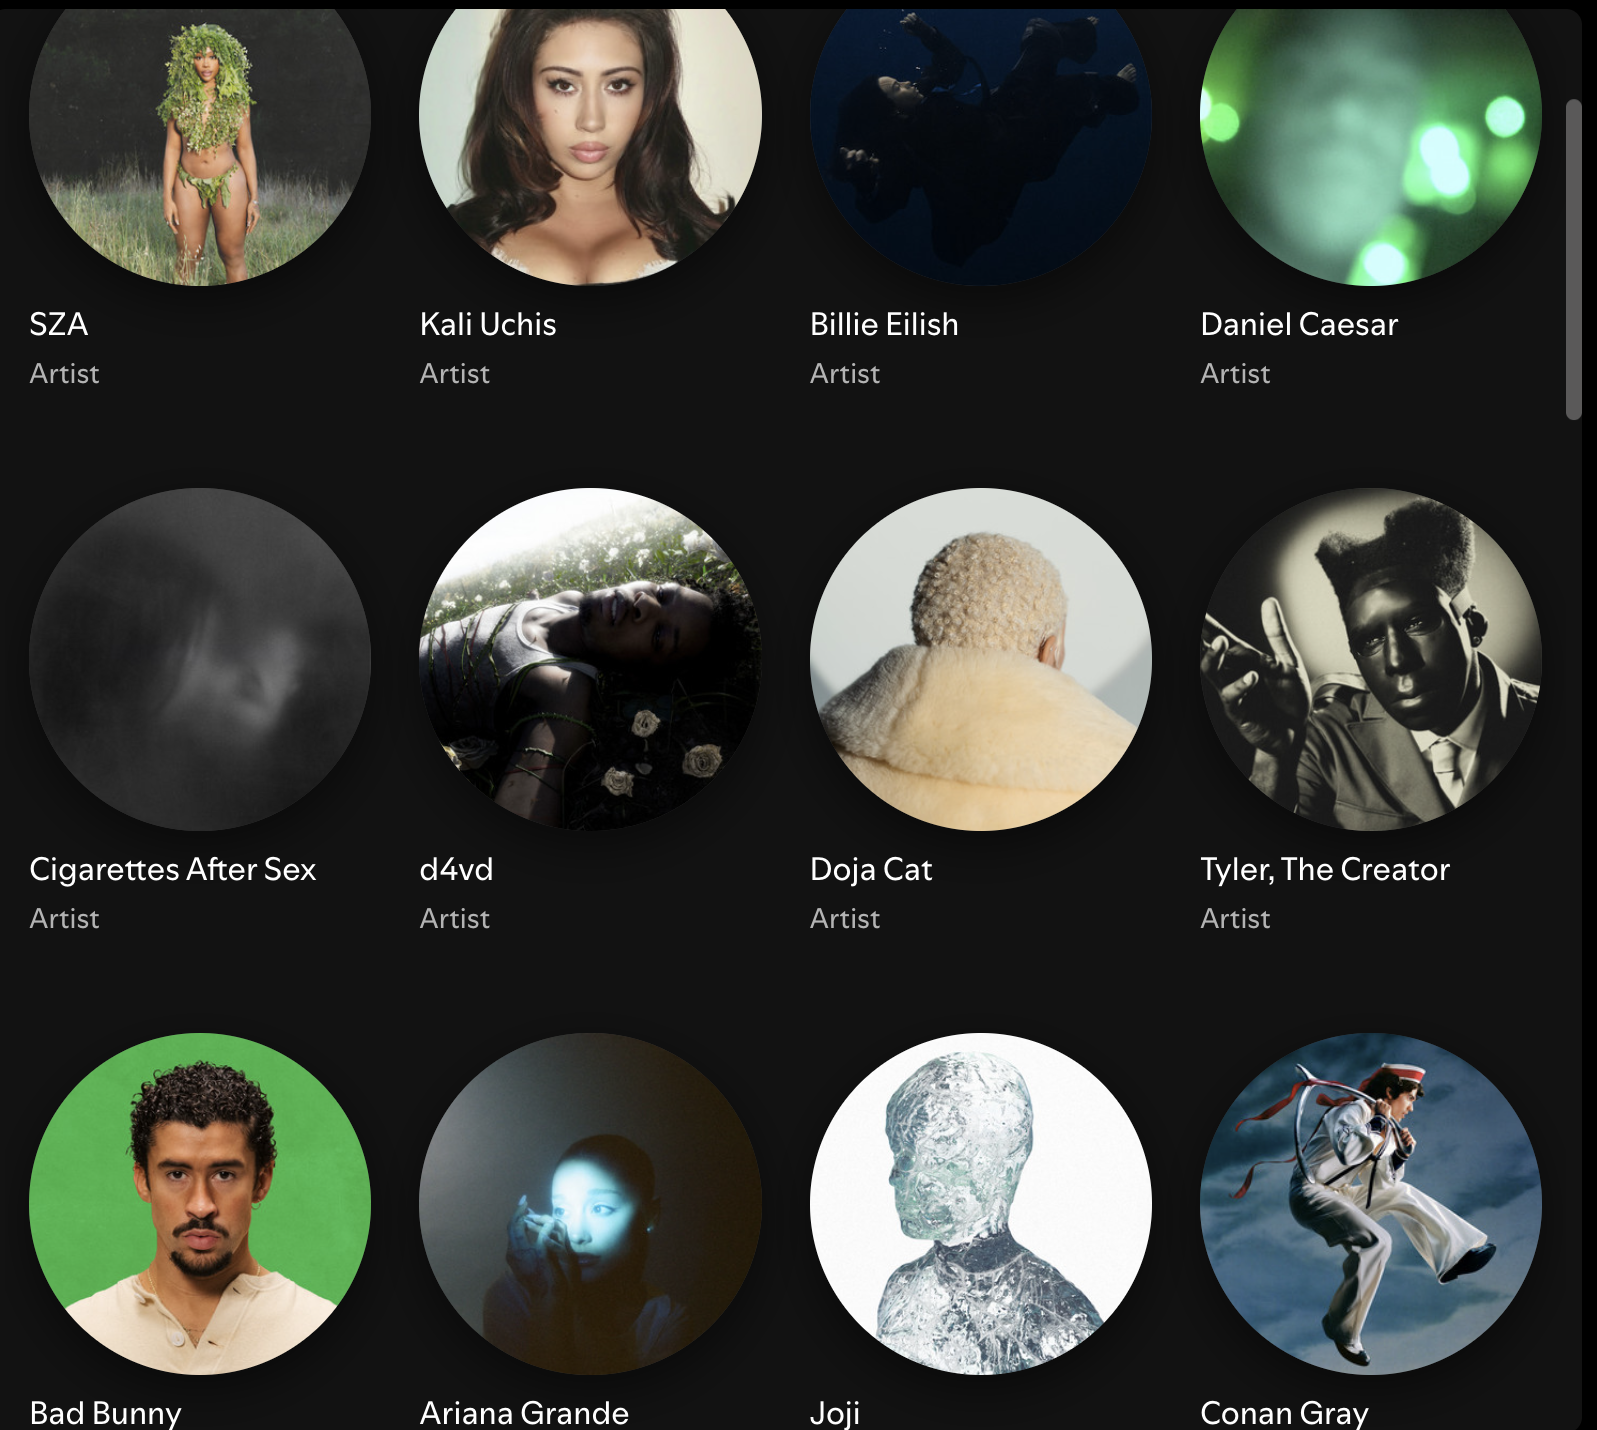 SZA
Kali Uchis
Billie Eilish
Daniel Caesar
Artist
Artist
Artist
Artist
Cigarettes After Sex
d4vd
Doja Cat
Tyler, The Creator
Artist
Artist
Artist
Artist
Bad Bunny
Ariana Grande
Joji
Conan Gray